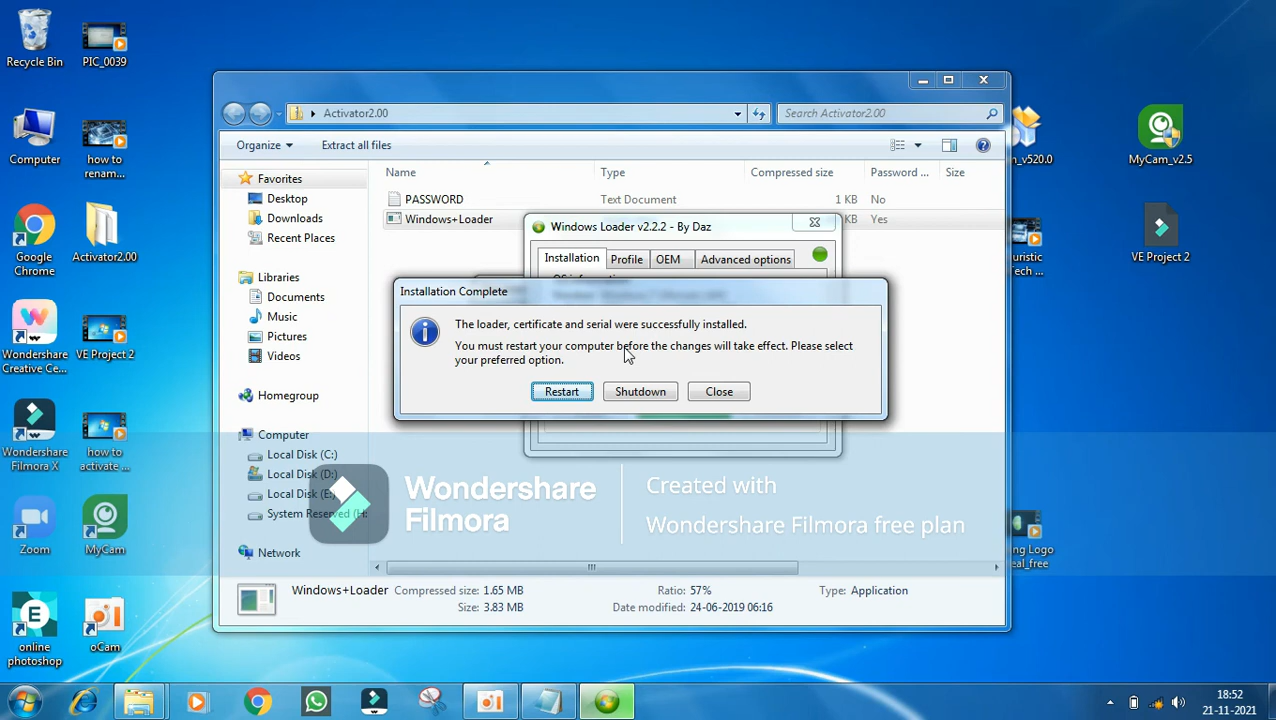 Recycle Bin
PIC_0039
Computer
how to
renam...
Google
Chrome
Activator2.00
Wondershare
Creative Ce...
VE Project 2
Wondershare
Filmora X
how to
activate ...
Zoom
MyCam
online
photoshop
oCam
Activator2.00
Search Activator2.00
Organize
Extract all files
Name
Type
Compressed size
Password ...
Size
Favorites
Desktop
Downloads
Recent Places
Libraries
Documents
Music
Pictures
Videos
Homegroup
Computer
Local Disk (C:)
Local Disk (D:)
Local Disk (E:)
System Reserved (H:
Network
PASSWORD
Text Document
1 KB
No
Windows+Loader
KB
Yes
Windows Loader v2.2.2 - By Daz
Installation
Profile
OEM
Advanced options
Installation Complete
The loader, certificate and serial were successfully installed.
You must restart your computer before the changes will take effect. Please select
your preferred option.
Restart
Shutdown
Close
Wondershare
Filmora
Created with
Wondershare Filmora free plan
Windows+Loader
Compressed size: 1.65 MB
Size: 3.83 MB
Ratio: 57%
Date modified: 24-06-2019 06:16
Type: Application
_v520.0
MyCam_v2.5
uristic
Tech ...
VE Project 2
ng Logo
eal_free
18:52
21-11-2021